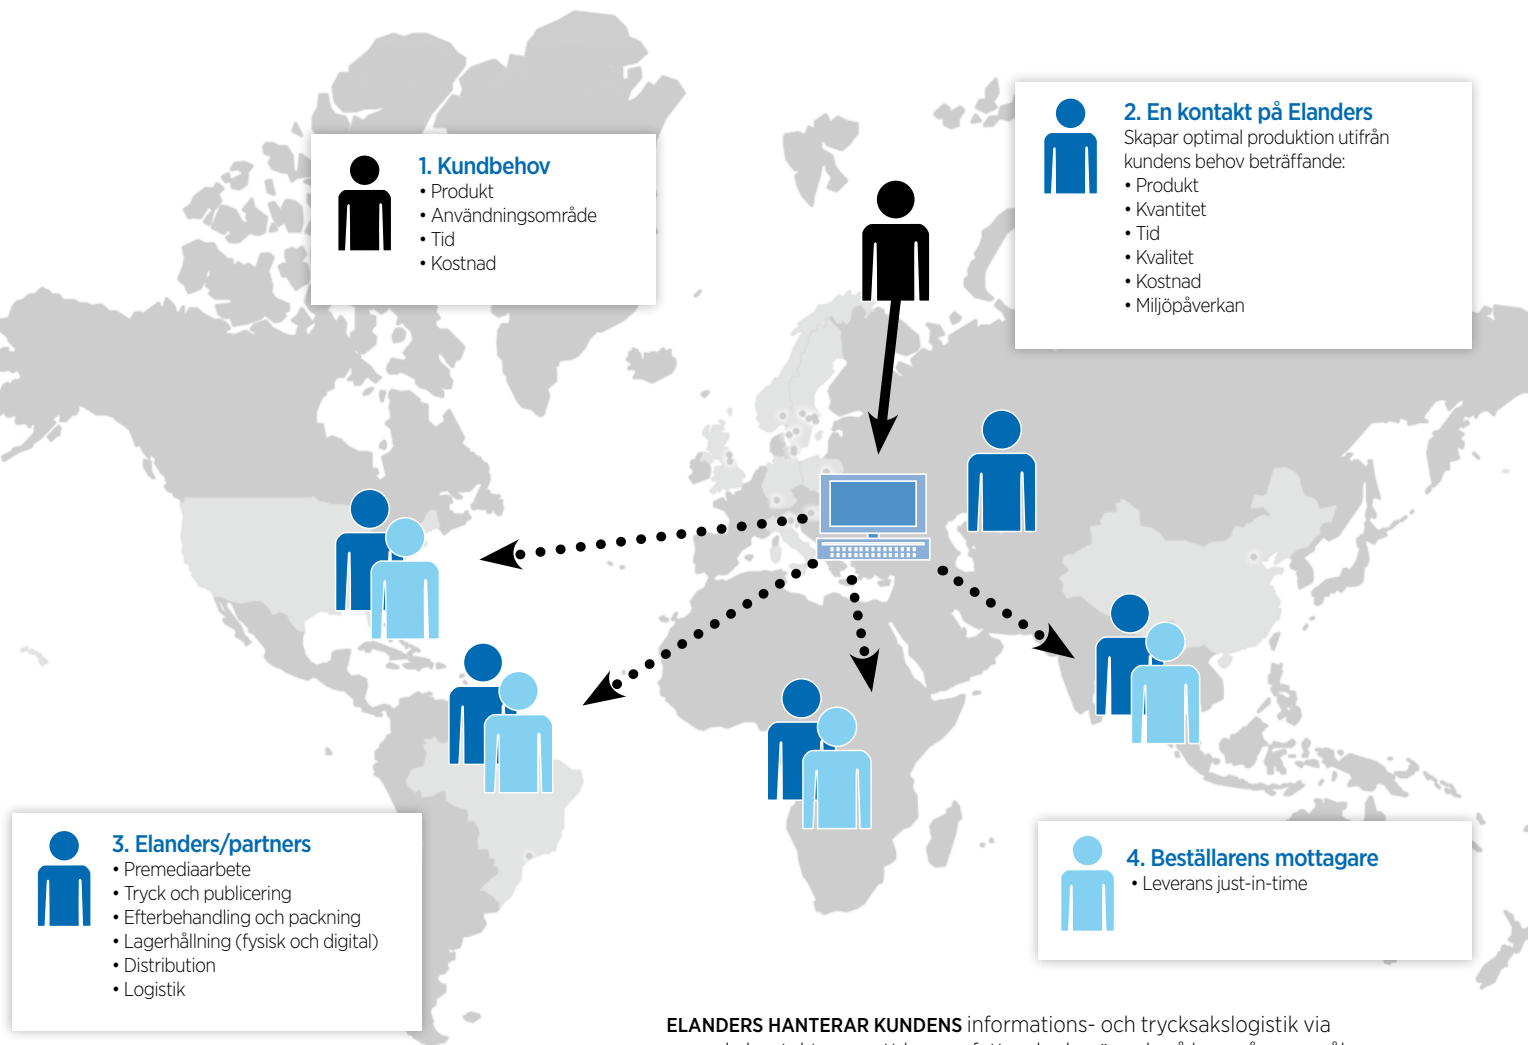 1. Kundbehov
• Produkt
• Användningsområde
• Tid
• Kostnad
2. En kontakt på Elanders
Skapar optimal produktion utifrån
kundens behov beträffande:
• Produkt
• Kvantitet
• Tid
• Kvalitet
• Kostnad
• Miljöpåverkan
3. Elanders/partners
• Premediaarbete
• Tryck och publicering
• Efterbehandling och packning
• Lagerhållning (fysisk och digital)
• Distribution
• Logistik
4. Beställarens mottagare
• Leverans just-in-time
ELANDERS HANTERAR KUNDENS informations- och trycksakslogistik via